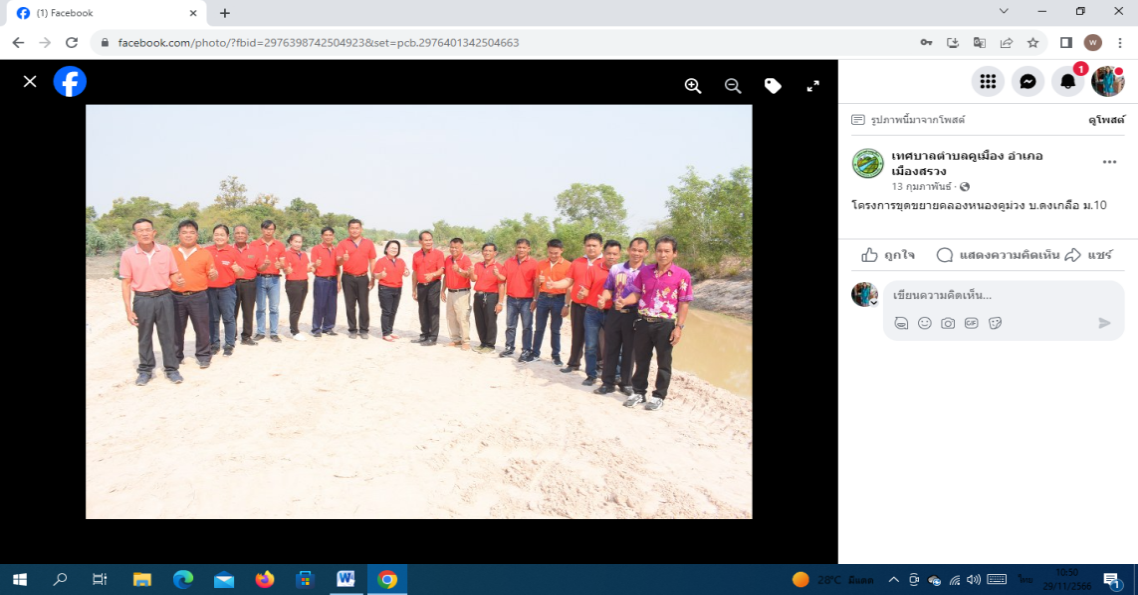 (1) Facebook
facebook.com/photo/?fbid=2976398742504923&set=pcb.2976401342504663
W
1
รูปภาพนี้มาจากโพสต์
ดูโพสต์
เทศบาลตำบลคูเมือง อำเภอ
เมืองสรวง
13 กุมภาพันธ์ ·
โครงการขุดขยายคลองหนองคูม่วง บ.ดงเกลือ ม.10
ถูกใจ
แสดงความคิดเห็น
แชร์
เขียนความคิดเห็น...
GIF
28°C มีแดด
10:50
29/11/2566
1